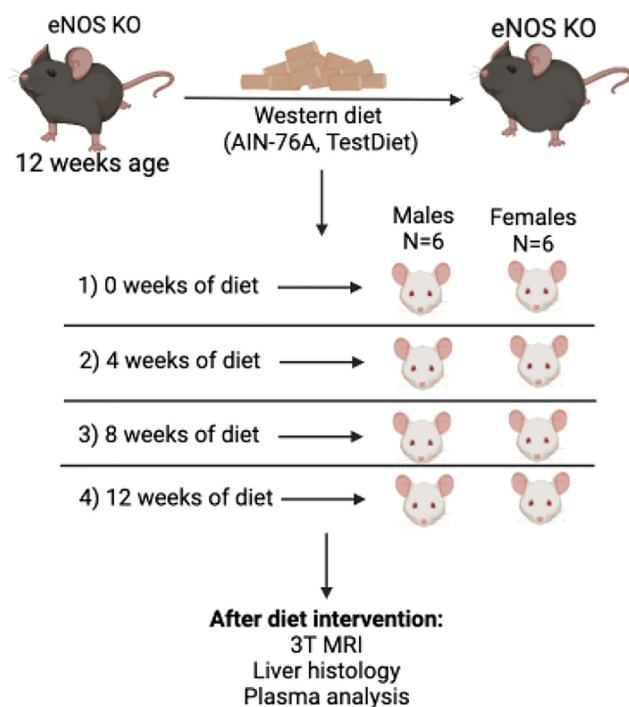 eNOS KO
eNOS KO
12 weeks age
Western diet
(AIN-76A, TestDiet)
Males
N=6
Females
N=6
1) 0 weeks of diet
2) 4 weeks of diet
3) 8 weeks of diet
4) 12 weeks of diet
After diet intervention:
3T MRI
Liver histology
Plasma analysis